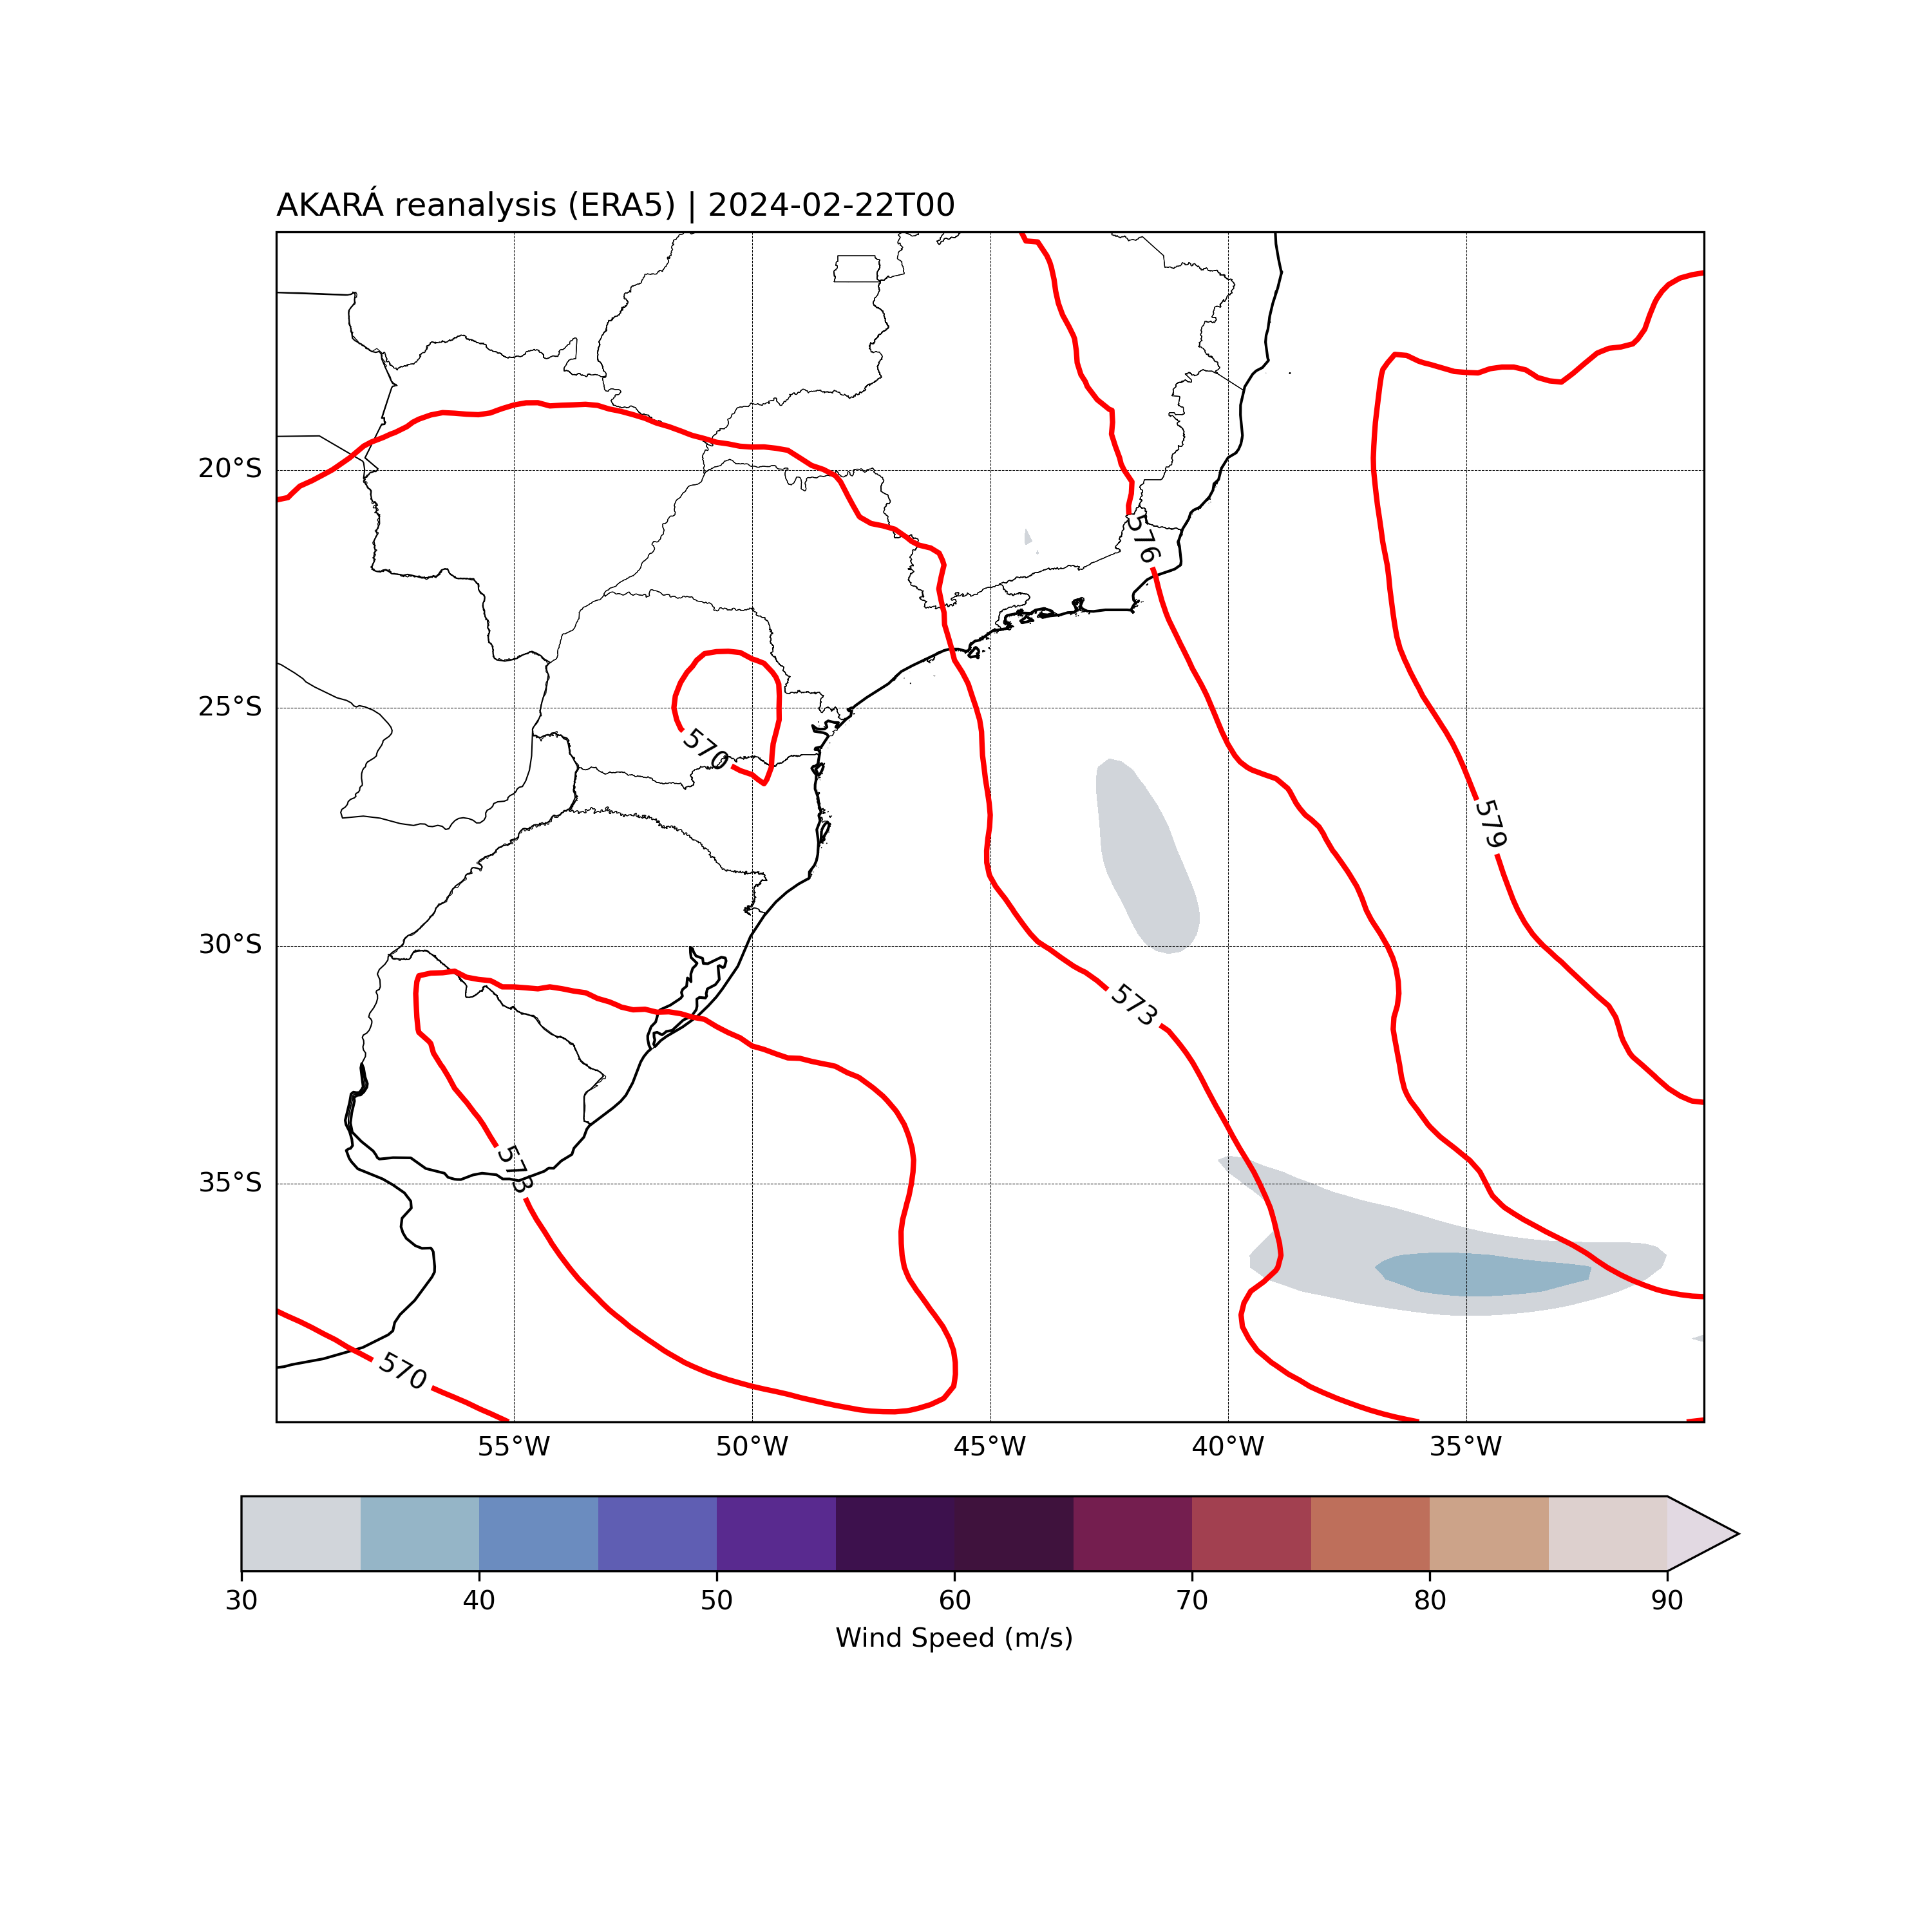 AKARÁ reanalysis (ERA5) | 2024-02-22T00
576
20°S
25°S
570
579
30°S
573
573
35°S
570
55°W 50°W 45°W 40°W 35°W
30 40 50 60 70 80 90
Wind Speed (m/s)